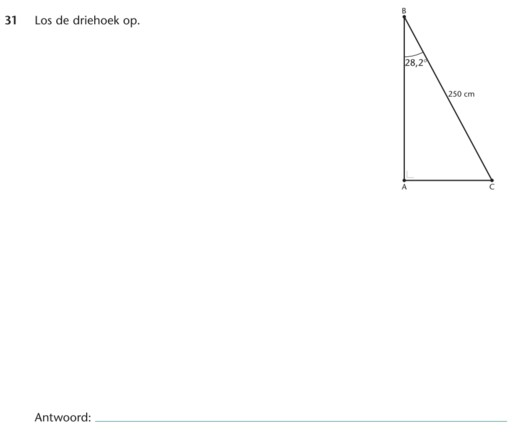 31 Los de driehoek op.
B
28,2°
250 cm
A
C
Antwoord: